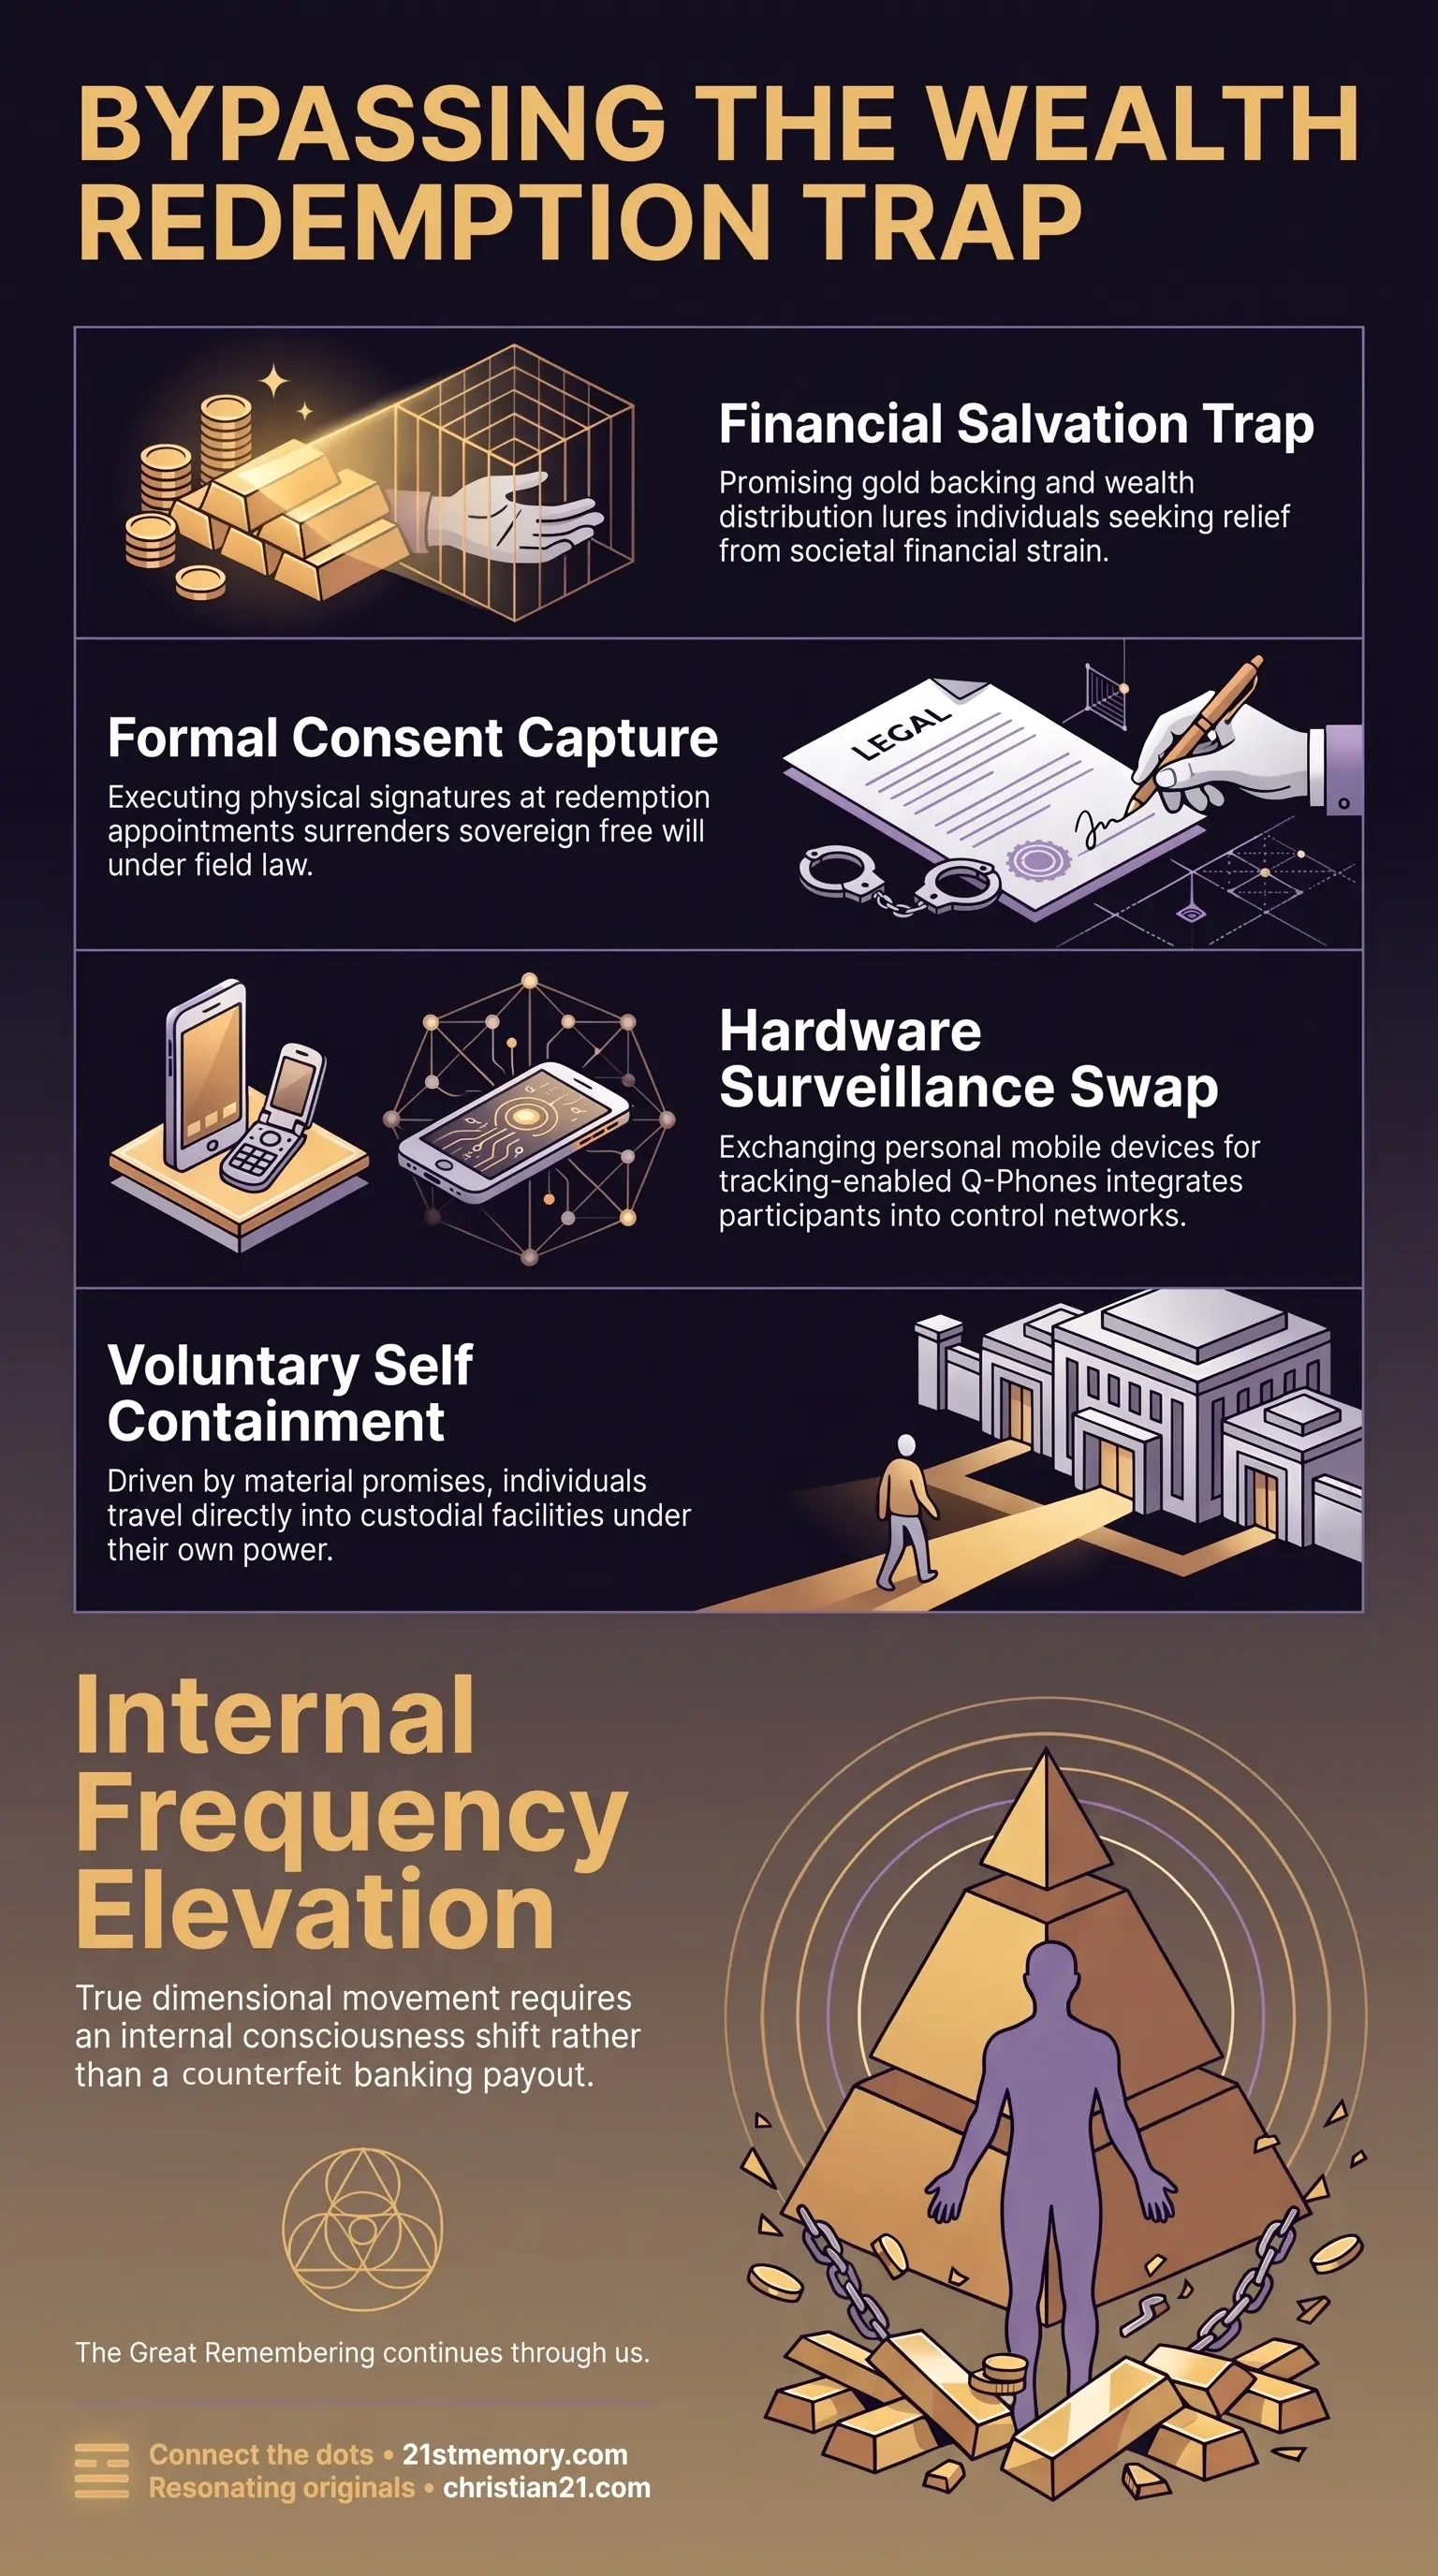 BYPASSING THE WEALTH
REDEMPTION TRAP
Financial Salvation Trap
Promising gold backing and wealth
distribution lures individuals seeking relief
from societal financial strain.
Formal Consent Capture
Executing physical signatures at redemption
appointments surrenders sovereign free will
under field law.
LEGAL
Hardware
Surveillance Swap
Exchanging personal mobile devices for
tracking-enabled Q-Phones integrates
participants into control networks.
Voluntary Self
Containment
Driven by material promises, individuals
travel directly into custodial facilities under
their own power.
Internal
Frequency
Elevation
True dimensional movement requires
an internal consciousness shift rather
than a counterfeit banking payout.
The Great Remembering continues through us.
Connect the dots • 21stmemory.com
Resonating originals • christian21.com